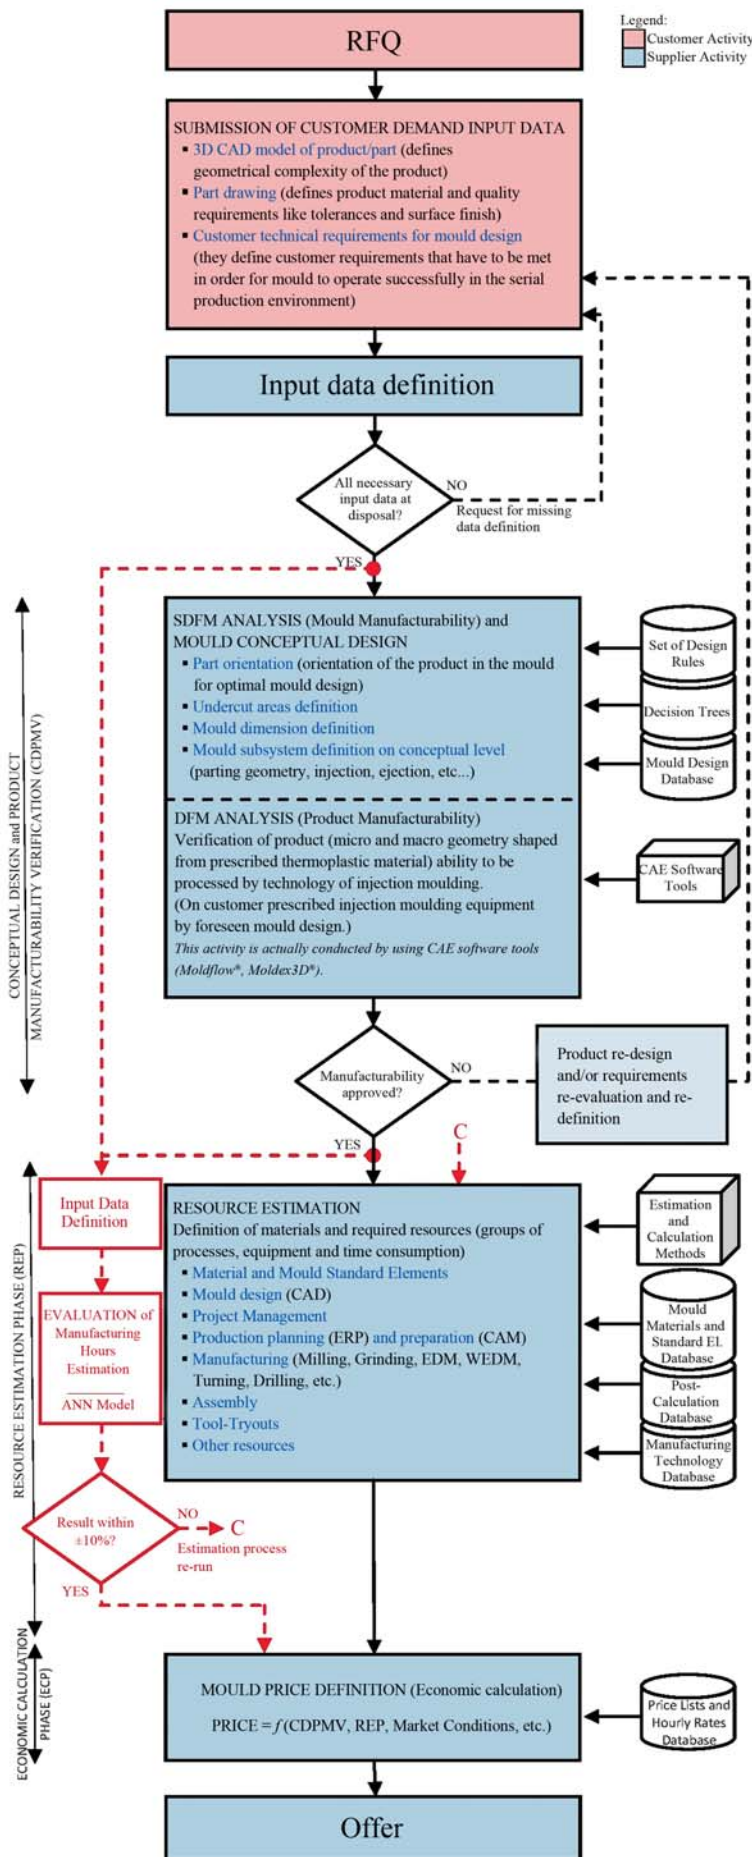 Legend:
Customer Activity
Supplier Activity
RFQ
SUBMISSION OF CUSTOMER DEMAND INPUT DATA
▪ 3D CAD model of product/part (defines
geometrical complexity of the product)
▪ Part drawing (defines product material and quality
requirements like tolerances and surface finish)
▪ Customer technical requirements for mould design
(they define customer requirements that have to be met
in order for mould to operate successfully in the serial
production environment)
Input data definition
All necessary
input data at
disposal?
NO
Request for missing
data definition
YES
CONCEPTUAL DESIGN and PRODUCT
MANUFACTURABILITY VERIFICATION (CDPMV)
SDFM ANALYSIS (Mould Manufacturability) and
MOULD CONCEPTUAL DESIGN
▪ Part orientation (orientation of the product in the mould
for optimal mould design)
▪ Undercut areas definition
▪ Mould dimension definition
▪ Mould subsystem definition on conceptual level
(parting geometry, injection, ejection, etc...)
Set of Design
Rules
Decision Trees
Mould Design
Database
DFM ANALYSIS (Product Manufacturability)
Verification of product (micro and macro geometry shaped
from prescribed thermoplastic material) ability to be
processed by technology of injection moulding.
(On customer prescribed injection moulding equipment
by foreseen mould design.)
This activity is actually conducted by using CAE software tools
(Moldflow®, Moldex3D®).
CAE Software
Tools
Manufacturability
approved?
NO
Product re-design
and/or requirements
re-evaluation and re-
definition
YES
C
RESOURCE ESTIMATION PHASE (REP)
Input Data
Definition
EVALUATION of
Manufacturing
Hours
Estimation
ANN Model
RESOURCE ESTIMATION
Definition of materials and required resources (groups of
processes, equipment and time consumption)
▪ Material and Mould Standard Elements
▪ Mould design (CAD)
▪ Project Management
▪ Production planning (ERP) and preparation (CAM)
▪ Manufacturing (Milling, Grinding, EDM, WEDM,
Turning, Drilling, etc.)
▪ Assembly
▪ Tool-Tryouts
▪ Other resources
Estimation
and
Calculation
Methods
Mould
Materials and
Standard El.
Database
Post-
Calculation
Database
Manufacturing
Technology
Database
Result within
±10%?
NO
C
Estimation process
re-run
YES
ECONOMIC CALCULATION
PHASE (ECP)
MOULD PRICE DEFINITION (Economic calculation)
PRICE = f (CDPMV, REP, Market Conditions, etc.)
Price Lists and
Hourly Rates
Database
Offer